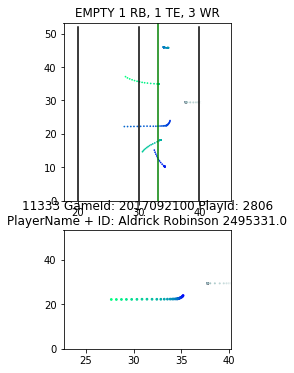 EMPTY 1 RB, 1 TE, 3 WR
50
40
30
20
10
0
20 30 40
11333 GameId: 2017092100 PlayId: 2806
PlayerName + ID: Aldrick Robinson 2495331.0
40
20
0
25 30 35 40